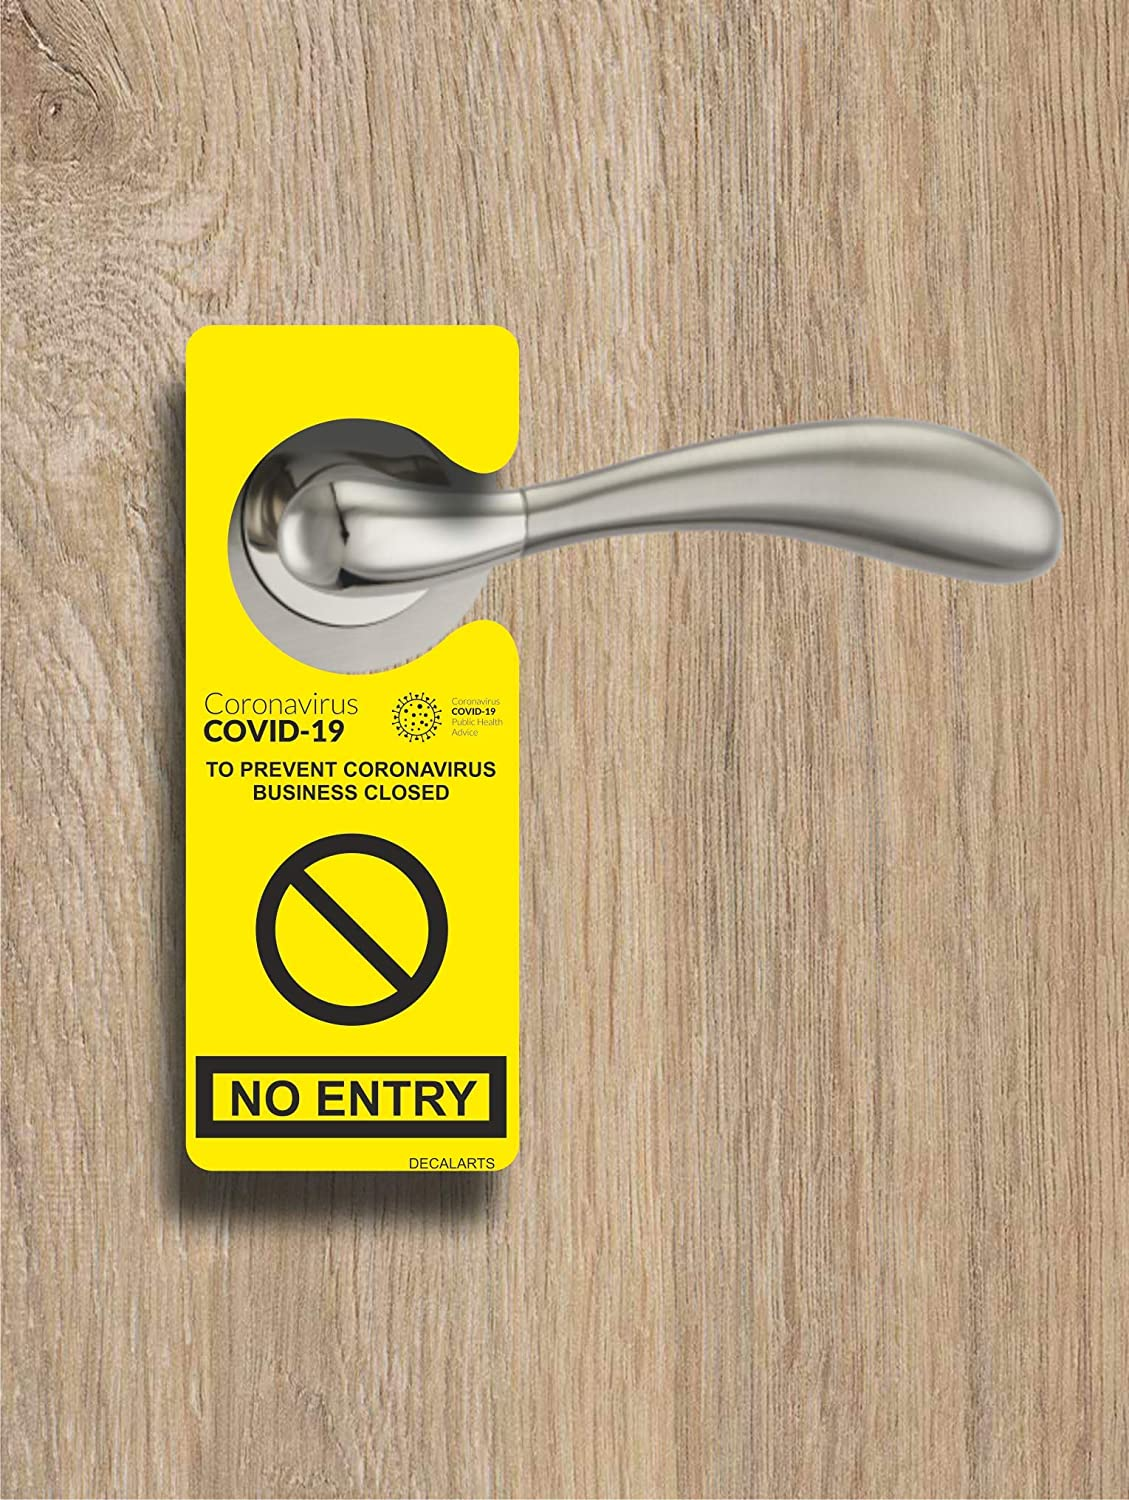 Coronavirus
COVID-19
Coronavirus
COVID-19
Public Health
Advice
TO PREVENT CORONAVIRUS
BUSINESS CLOSED
NO ENTRY
DECALARTS